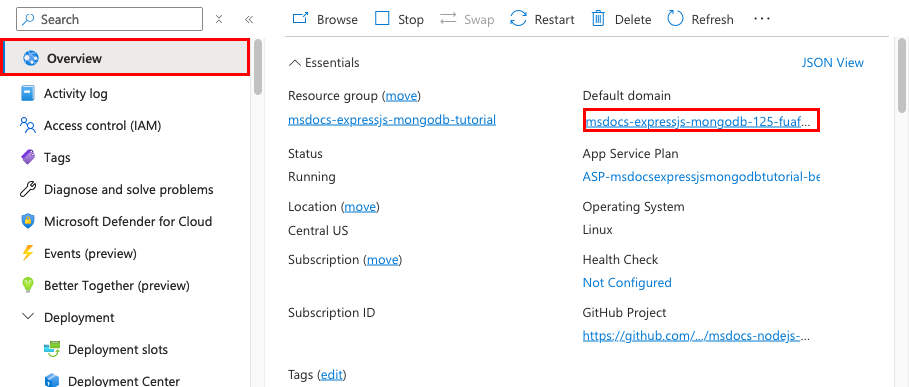 Search
Overview
Activity log
Access control (IAM)
Tags
Diagnose and solve problems
Microsoft Defender for Cloud
Events (preview)
Better Together (preview)
Deployment
Deployment slots
Deployment Center
Browse
Stop
Swap
Restart
Delete
Refresh
Essentials
JSON View
Resource group (move)
msdocs-expressjs-mongodb-tutorial
Status
Running
Location (move)
Central US
Subscription (move)
Subscription ID
Tags (edit)
Default domain
msdocs-expressjs-mongodb-125-fuaf...
App Service Plan
ASP-msdocsexpressjsmongodbtutorial-be
Operating System
Linux
Health Check
Not Configured
GitHub Project
https://github.com/.../msdocs-nodejs-...